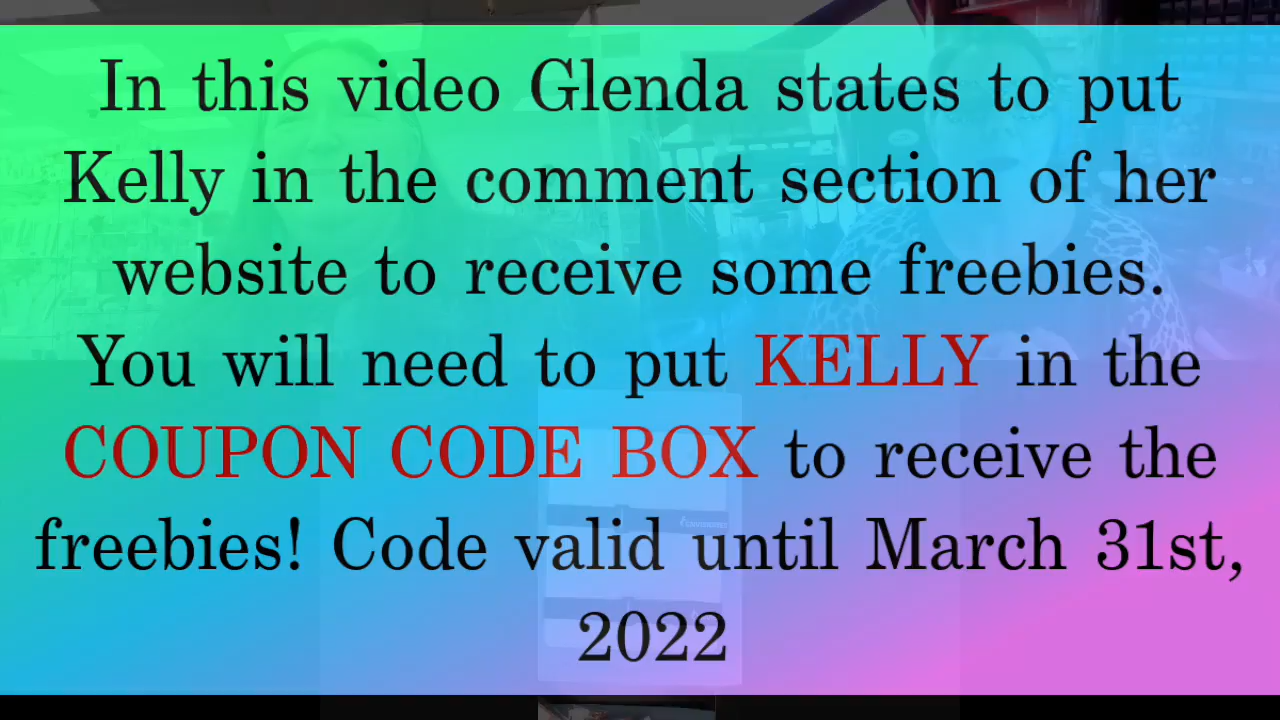 In this video Glenda states to put
Kelly in the comment section of her
website to receive some freebies.
You will need to put KELLY in the
COUPON CODE BOX to receive the
freebies! Code valid until March 31st,
2022